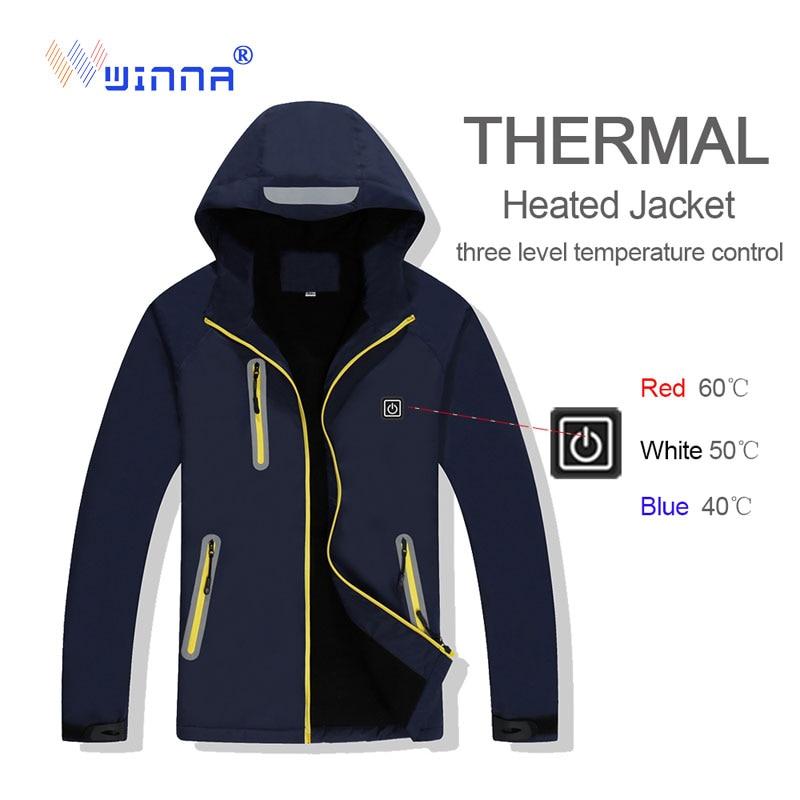 Winna®
THERMAL
Heated Jacket
three level temperature control
Red 60℃
White 50℃
Blue 40℃